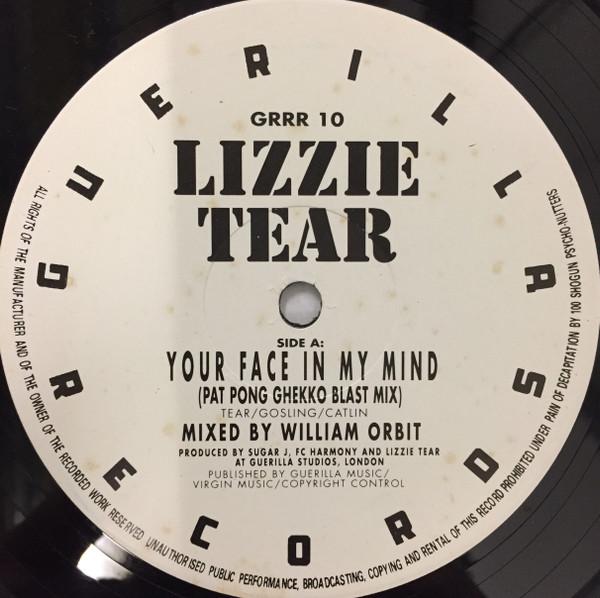 GUERILLA RECORDS
GRRR 10
LIZZIE
TEAR
SIDE A:
YOUR FACE IN MY MIND
(PAT PONG GHEKKO BLAST MIX)
TEAR/GOSLING/CATLIN
MIXED BY WILLIAM ORBIT
PRODUCED BY SUGAR J, FC HARMONY AND LIZZIE TEAR
AT GUERILLA STUDIOS, LONDON
PUBLISHED BY GUERILLA MUSIC/
VIRGIN MUSIC/COPYRIGHT CONTROL
ALL RIGHTS OF THE MANUFACTURER AND OF THE OWNER OF THE RECORDED WORK RESERVED UNAUTHORISED PUBLIC PERFORMANCE, BROADCASTING, COPYING AND RENTAL OF THIS RECORD PROHIBITED UNDER PAIN OF DECAPITATION BY 100 SHOGUN PSYCHO-NUTTERS